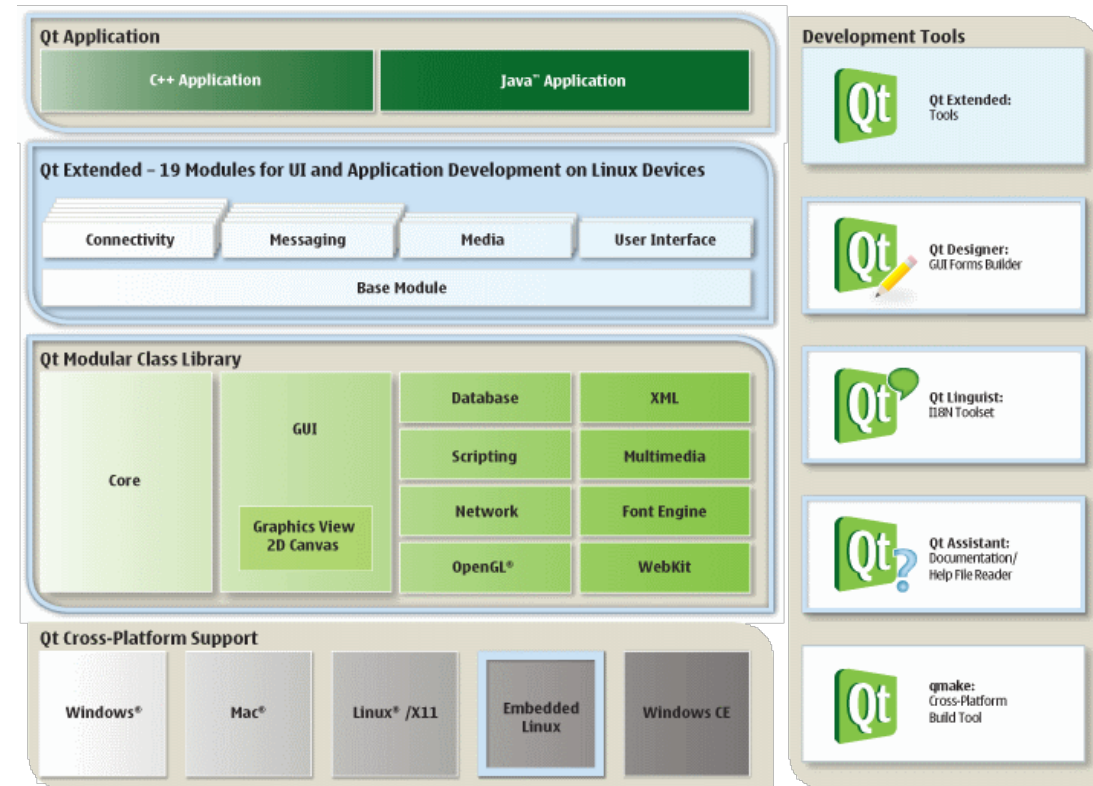 Qt Application
C++ Application
Java™ Application
Qt Extended – 19 Modules for UI and Application Development on Linux Devices
Connectivity
Messaging
Media
User Interface
Base Module
Qt Modular Class Library
Core
GUI
Graphics View
2D Canvas
Database
XML
Scripting
Multimedia
Network
Font Engine
OpenGL®
WebKit
Qt Cross-Platform Support
Windows®
Mac®
Linux® /X11
Embedded
Linux
Windows CE
Development Tools
Qt
Qt Extended:
Tools
Qt
Qt Designer:
GUI Forms Builder
Qt
Qt Linguist:
I18N Toolset
Qt
?
Qt Assistant:
Documentation/
Help File Reader
Qt
qmake:
Cross-Platform
Build Tool